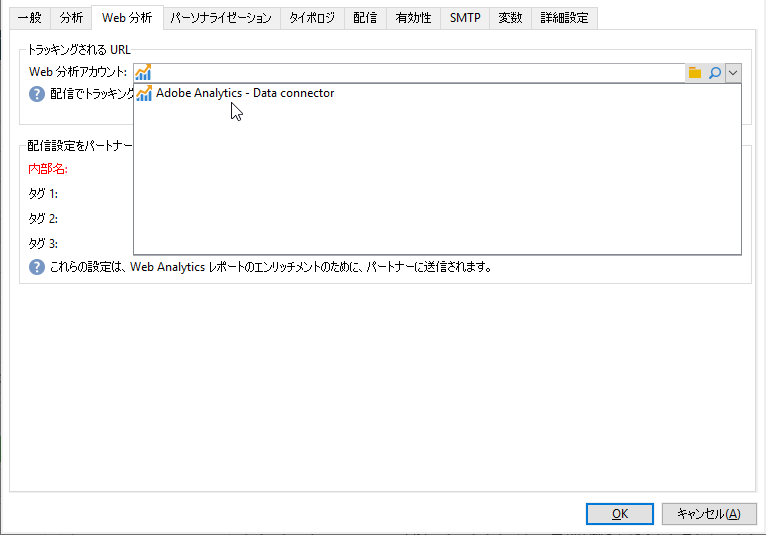 一般 分析 Web 分析 パーソナライゼーション タイポロジ 配信 有効性 SMTP 変数 詳細設定
トラッキングされる URL
Web 分析アカウント:
Adobe Analytics - Data connector
配信でトラッキング
配信設定をパートナー
内部名:
タグ 1:
タグ 2:
タグ 3:
これらの設定は、Web Analytics レポートのエンリッチメントのために、パートナーに送信されます。
OK キャンセル(A)